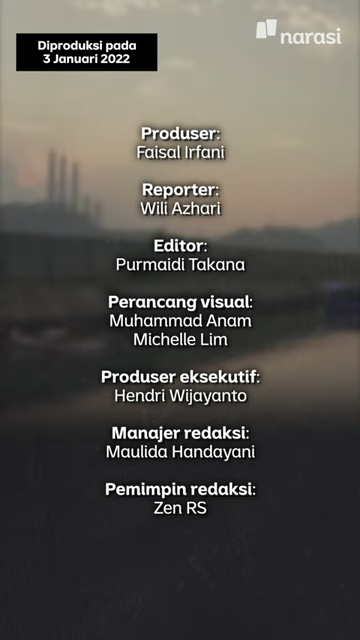 Diproduksi pada
3 Januari 2022
narasi
Produser:
Faisal Irfani
Reporter:
Wili Azhari
Editor:
Purmaidi Takana
Perancang visual:
Muhammad Anam
Michelle Lim
Produser eksekutif:
Hendri Wijayanto
Manajer redaksi:
Maulida Handayani
Pemimpin redaksi:
Zen RS